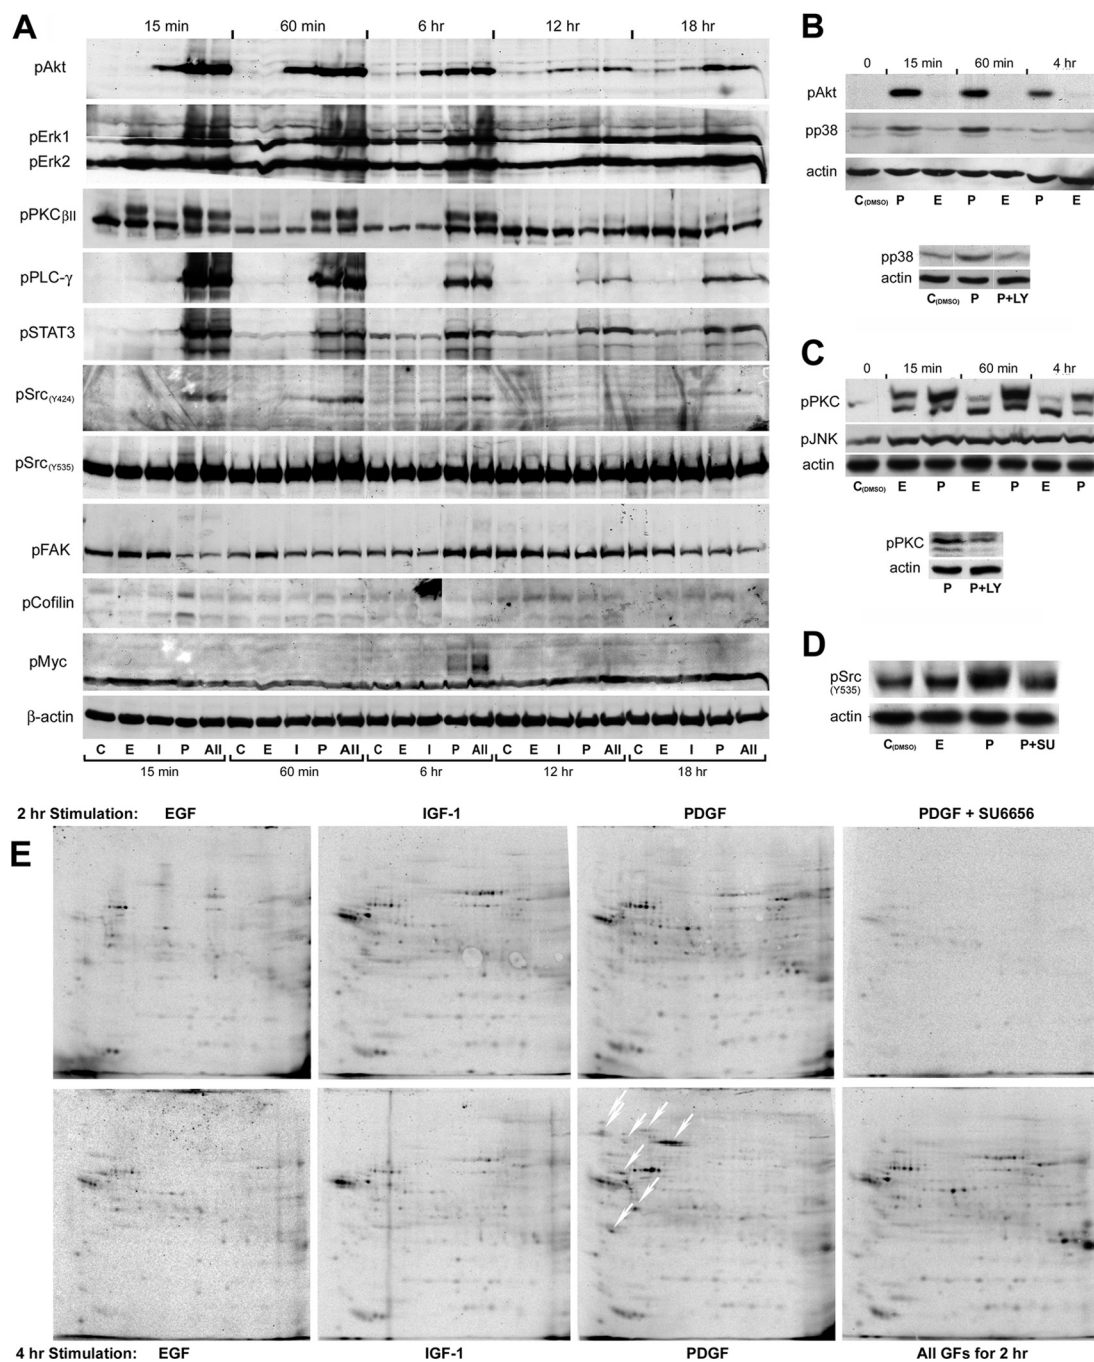 A
15 min 60 min 6 hr 12 hr 18 hr
pAkt
pErk1
pErk2
pPKCβII
pPLC-γ
pSTAT3
pSrc(Y424)
pSrc(Y535)
pFAK
pCofilin
pMyc
β-actin
C E I P All C E I P All C E I P All C E I P All C E I P All
15 min 60 min 6 hr 12 hr 18 hr
B
0 15 min 60 min 4 hr
pAkt
pp38
actin
C(DMSO) P E P E P E
pp38
actin
C(DMSO) P P+LY
C
0 15 min 60 min 4 hr
pPKC
pJNK
actin
C(DMSO) E P E P E P
pPKC
actin
P P+LY
D
pSrc
(Y535)
actin
C(DMSO) E P P+SU
2 hr Stimulation: EGF IGF-1 PDGF PDGF + SU6656
E
4 hr Stimulation: EGF IGF-1 PDGF All GFs for 2 hr